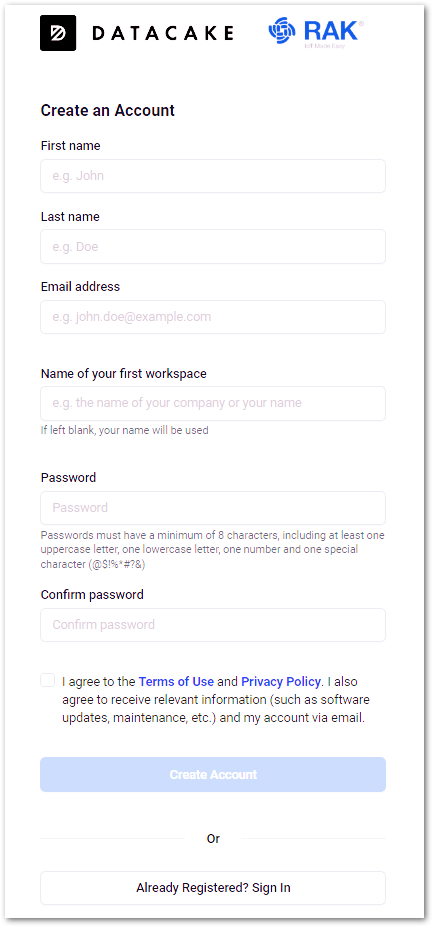 DATACAKE RAK®
IoT Made Easy
Create an Account
First name
e.g. John
Last name
e.g. Doe
Email address
e.g. john.doe@example.com
Name of your first workspace
e.g. the name of your company or your name
If left blank, your name will be used
Password
Password
Passwords must have a minimum of 8 characters, including at least one
uppercase letter, one lowercase letter, one number and one special
character (@$!%*#?&)
Confirm password
Confirm password
I agree to the Terms of Use and Privacy Policy. I also
agree to receive relevant information (such as software
updates, maintenance, etc.) and my account via email.
Create Account
Or
Already Registered? Sign In